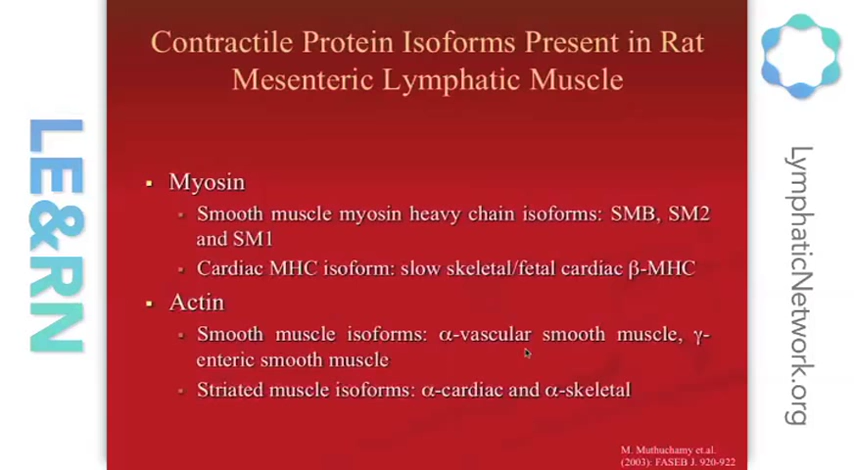 Contractile Protein Isoforms Present in Rat
Mesenteric Lymphatic Muscle
▪ Myosin
▪ Smooth muscle myosin heavy chain isoforms: SMB, SM2
and SM1
▪ Cardiac MHC isoform: slow skeletal/fetal cardiac β-MHC
▪ Actin
▪ Smooth muscle isoforms: α-vascular smooth muscle, γ-
enteric smooth muscle
▪ Striated muscle isoforms: α-cardiac and α-skeletal
M. Muthuchamy et.al.
(2003): FASEB J. 920-922
LE&RN
LymphaticNetwork.org